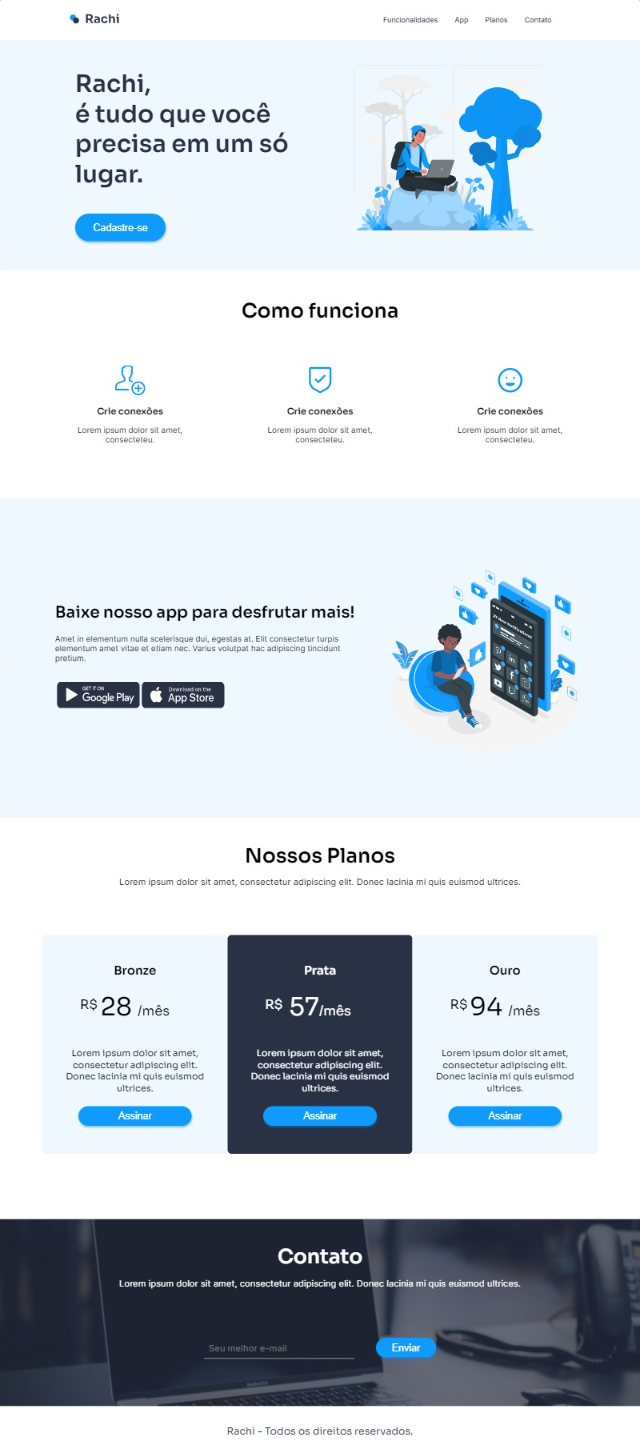 Rachi
Funcionalidades App Planos Contato
Rachi,
é tudo que você
precisa em um só
lugar.
Cadastre-se
Como funciona
Crie conexões
Lorem ipsum dolor sit amet,
consecteteu.
Crie conexões
Lorem ipsum dolor sit amet,
consecteteu.
Crie conexões
Lorem ipsum dolor sit amet,
consecteteu.
Baixe nosso app para desfrutar mais!
Amet in elementum nulla scelerisque dui, egestas at. Elit consectetur turpis
elementum amet vitae et etiam nec. Varius volutpat hac adipiscing tincidunt
pretium.
GET IT ON
Google Play
Download on the
App Store
Nossos Planos
Lorem ipsum dolor sit amet, consectetur adipiscing elit. Donec lacinia mi quis euismod ultrices.
Bronze
R$ 28 /mês
Lorem ipsum dolor sit amet,
consectetur adipiscing elit.
Donec lacinia mi quis euismod
ultrices.
Assinar
Prata
R$ 57/mês
Lorem ipsum dolor sit amet,
consectetur adipiscing elit.
Donec lacinia mi quis euismod
ultrices.
Assinar
Ouro
R$ 94 /mês
Lorem ipsum dolor sit amet,
consectetur adipiscing elit.
Donec lacinia mi quis euismod
ultrices.
Assinar
Contato
Lorem ipsum dolor sit amet, consectetur adipiscing elit. Donec lacinia mi quis euismod ultrices.
Seu melhor e-mail
Enviar
Rachi - Todos os direitos reservados.